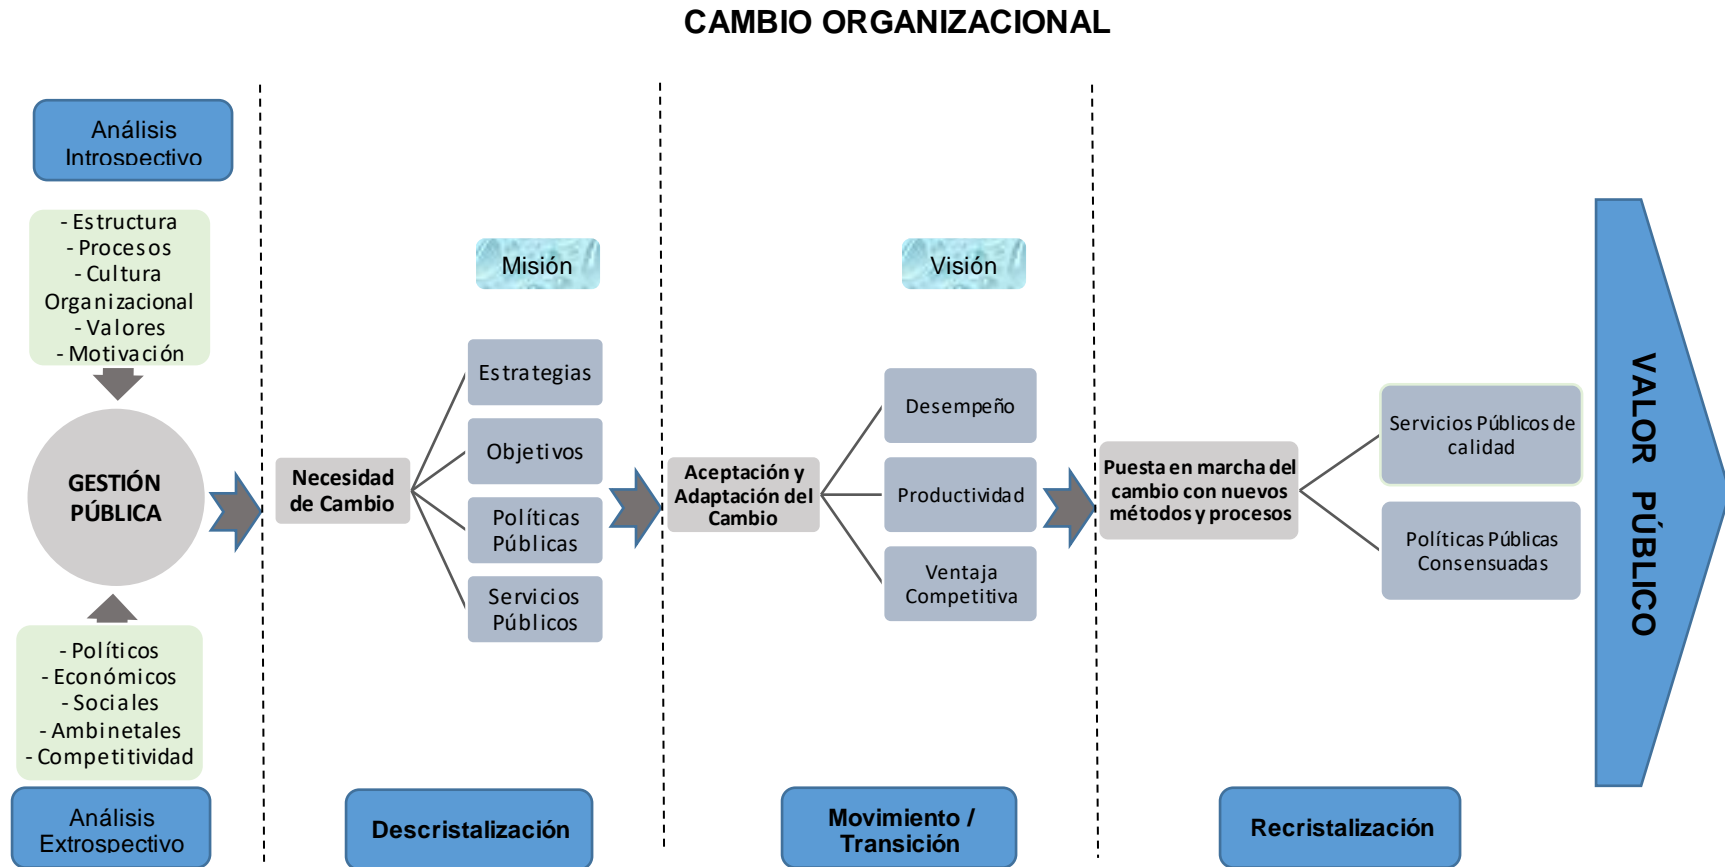 CAMBIO ORGANIZACIONAL
Análisis
Introspectivo
- Estructura
- Procesos
- Cultura
Organizacional
- Valores
- Motivación
GESTIÓN
PÚBLICA
- Políticos
- Económicos
- Sociales
- Ambinetales
- Competitividad
Análisis
Extrospectivo
Necesidad
de Cambio
Misión
Estrategias
Objetivos
Políticas
Públicas
Servicios
Públicos
Descristalización
Aceptación y
Adaptación del
Cambio
Visión
Desempeño
Productividad
Ventaja
Competitiva
Movimiento /
Transición
Puesta en marcha del
cambio con nuevos
métodos y procesos
Servicios Públicos de
calidad
Políticas Públicas
Consensuadas
Recristalización
VALOR PÚBLICO